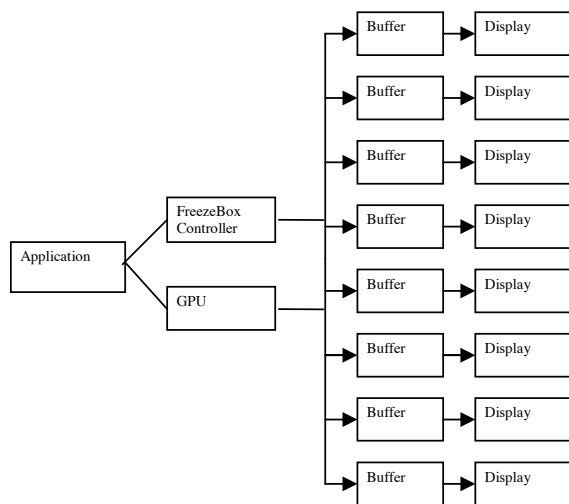 Buffer Display
Buffer Display
Buffer Display
FreezeBox
Controller
Buffer Display
Application
GPU
Buffer Display
Buffer Display
Buffer Display
Buffer Display